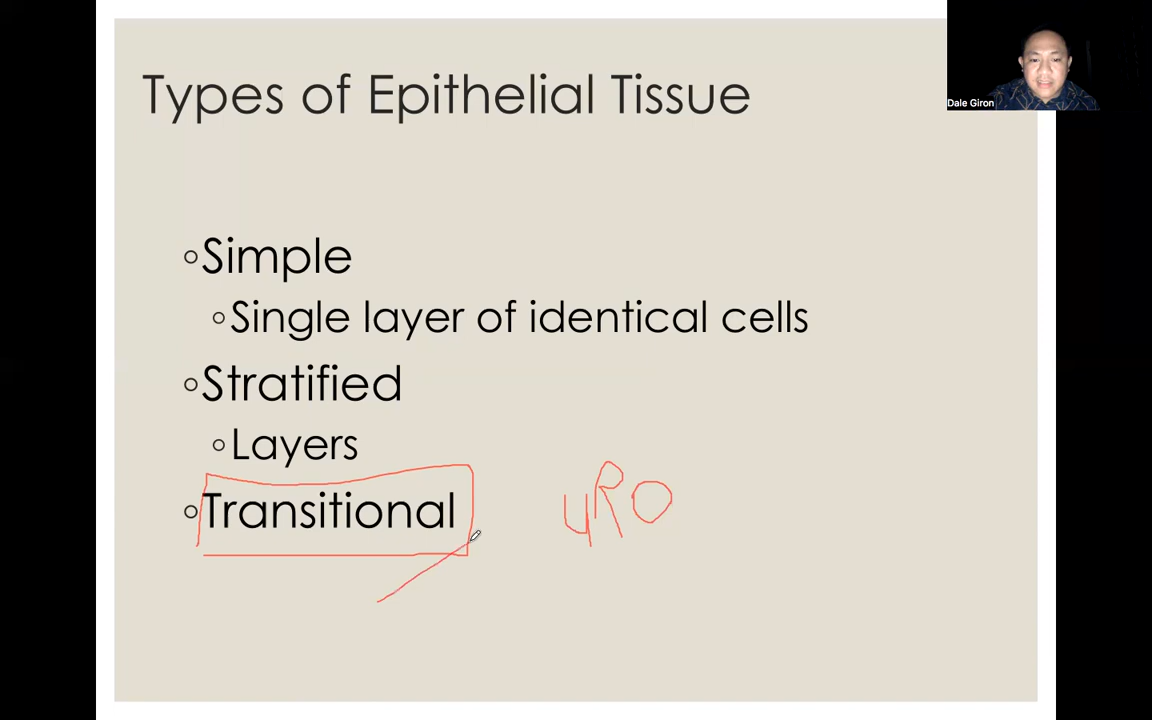 Types of Epithelial Tissue
Dale Giron
◦Simple
◦Single layer of identical cells
◦Stratified
◦Layers
◦Transitional
URO